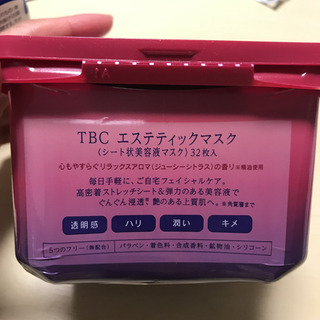 TBC エステティックマスク
〈シート状美容液マスク〉32枚入
心もやすらぐリラックスアロマ(ジューシーシトラス)の香り※精油使用
毎日手軽に、ご自宅フェイシャルケア。
高密着ストレッチシート&弾力のある美容液で
ぐんぐん浸透※艶のある上質肌へ。※角質層まで
透明感 ハリ 潤い キメ
5つのフリー(無配合) パラベン・着色料・合成香料・鉱物油・シリコーン